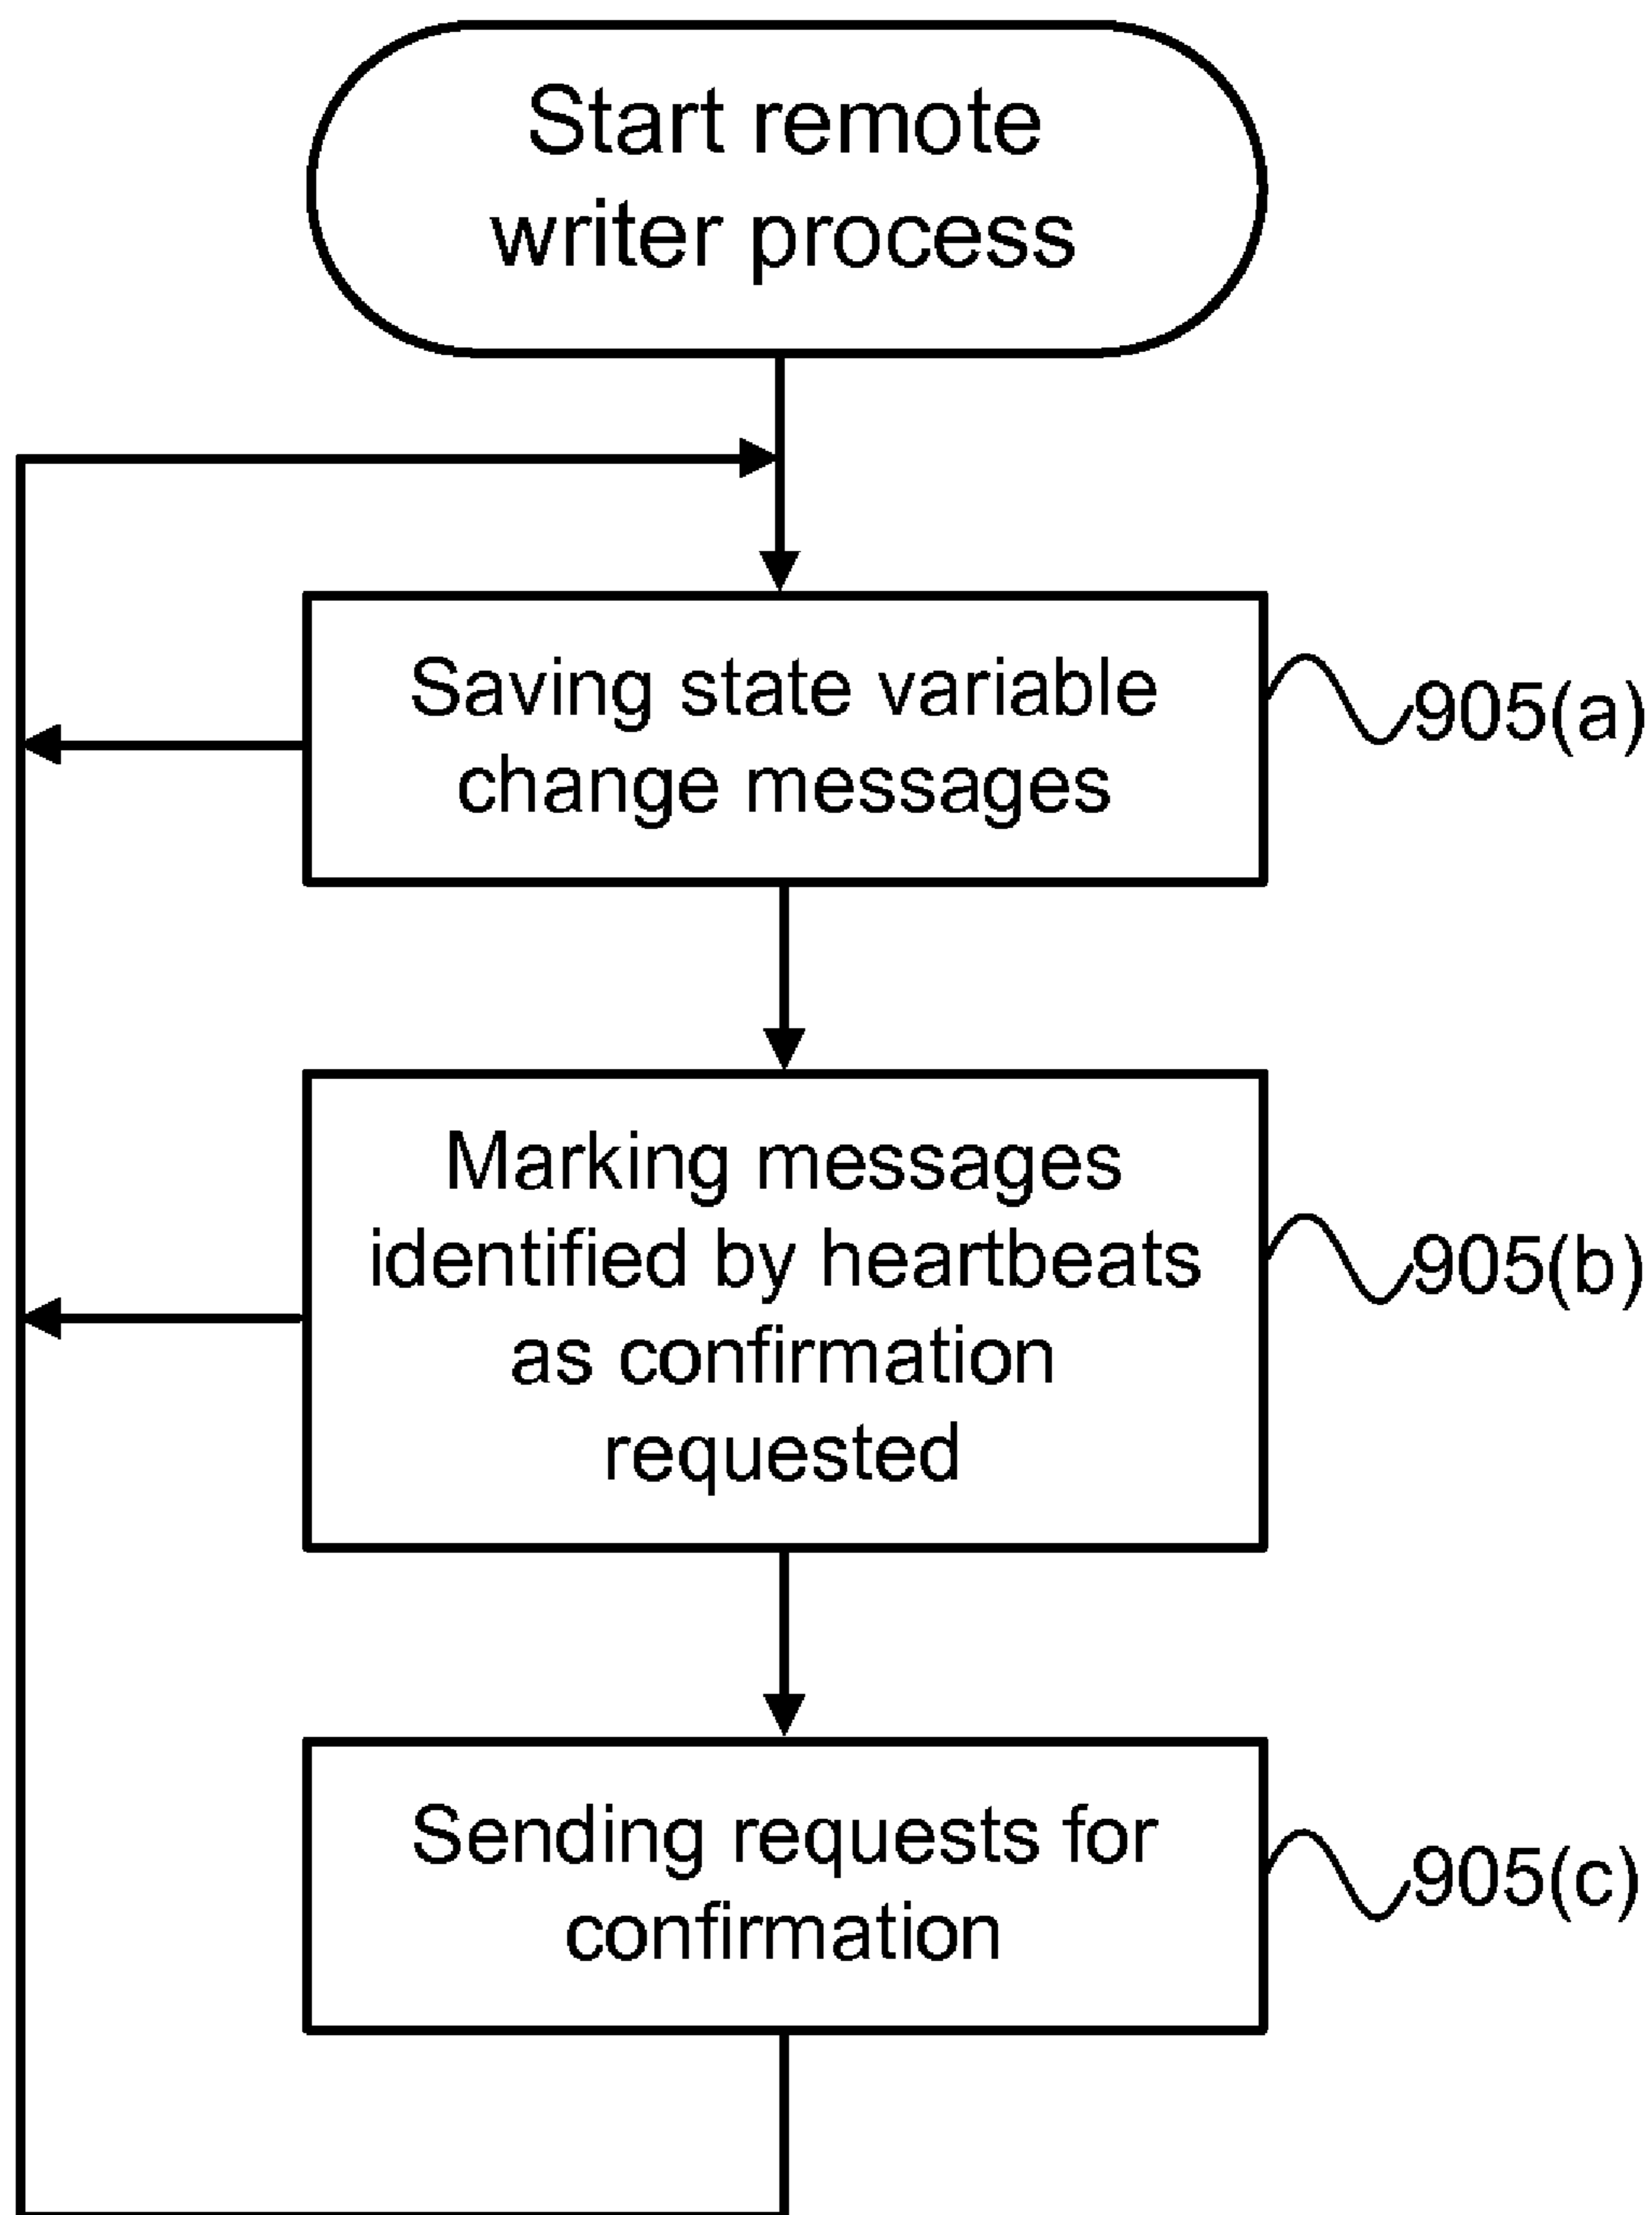 Start remote
writer process
Saving state variable
change messages
905(a)
Marking messages
identified by heartbeats
as confirmation
requested
905(b)
Sending requests for
confirmation
905(c)